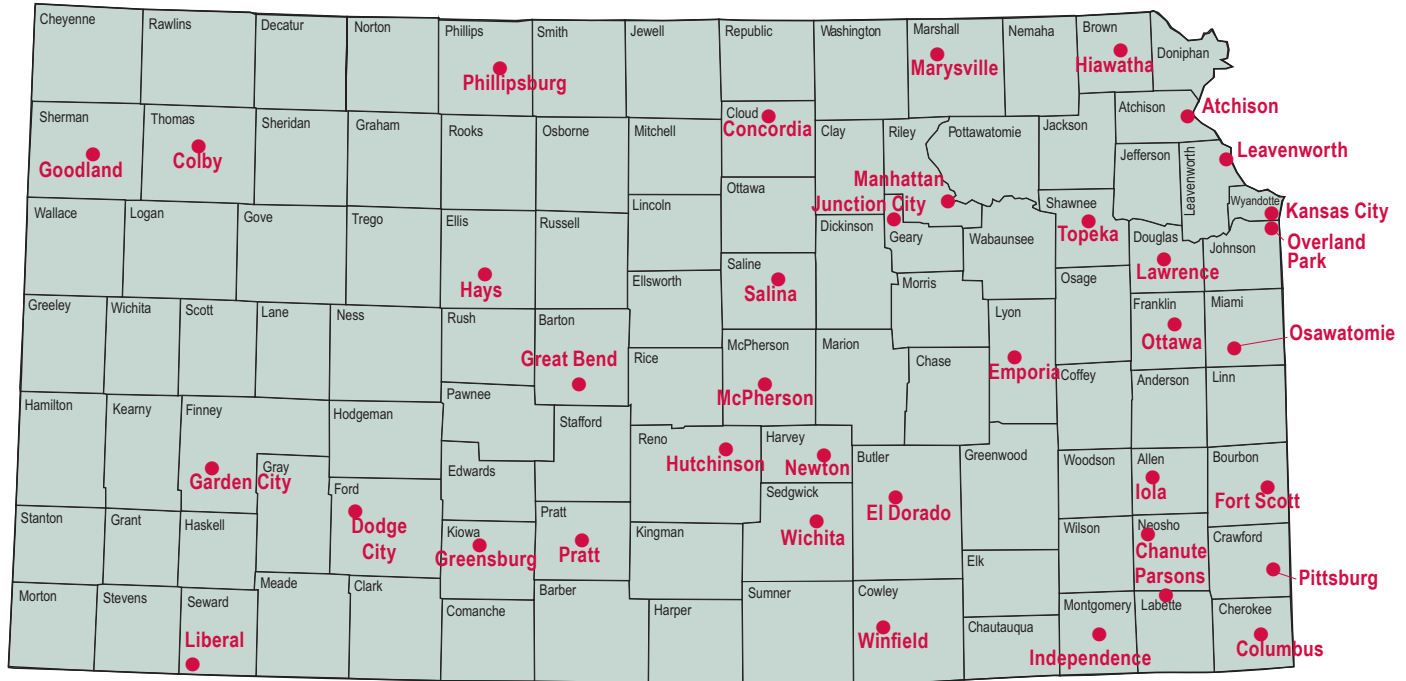 Cheyenne
Rawlins
Decatur
Norton
Phillips
Smith
Jewell
Republic
Washington
Marshall
Nemaha
Brown
Doniphan
Phillipsburg
Marysville
Hiawatha
Sherman
Thomas
Sheridan
Graham
Rooks
Osborne
Mitchell
Cloud
Concordia
Clay
Riley
Pottawatomie
Jackson
Atchison
Atchison
Goodland
Colby
Jefferson
Leavenworth
Leavenworth
Manhattan
Junction City
Wallace
Logan
Gove
Trego
Ellis
Russell
Lincoln
Ottawa
Dickinson
Geary
Wabaunsee
Shawnee
Topeka
Douglas
Lawrence
Johnson
Wyandotte
Kansas City
Overland
Park
Hays
Ellsworth
Saline
Salina
Morris
Osage
Greeley
Wichita
Scott
Lane
Ness
Rush
Barton
Great Bend
Rice
McPherson
McPherson
Marion
Chase
Lyon
Emporia
Coffey
Franklin
Ottawa
Miami
Osawatomie
Anderson
Linn
Hamilton
Kearny
Finney
Garden City
Hodgeman
Pawnee
Stafford
Reno
Hutchinson
Harvey
Newton
Butler
El Dorado
Greenwood
Woodson
Allen
Iola
Bourbon
Fort Scott
Gray
Ford
Dodge
City
Edwards
Stanton
Grant
Haskell
Kiowa
Greensburg
Pratt
Pratt
Kingman
Sedgwick
Wichita
Elk
Wilson
Neosho
Chanute
Parsons
Crawford
Pittsburg
Morton
Stevens
Seward
Liberal
Meade
Clark
Comanche
Barber
Harper
Sumner
Cowley
Winfield
Chautauqua
Montgomery
Independence
Labette
Cherokee
Columbus